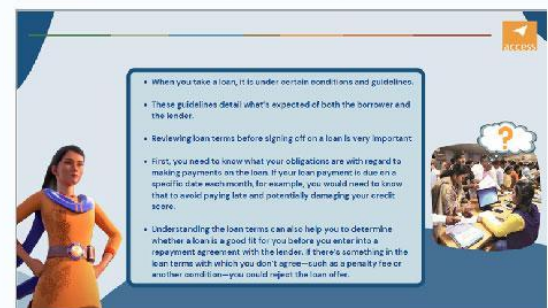 access
• When you take a loan, it is under certain conditions and guidelines.
• These guidelines detail what's expected of both the borrower and
the lender.
• Reviewing loan terms before signing off on a loan is very important
• First, you need to know what your obligations are with regard to
making payments on the loan. If your loan payment is due on a
specific date each month, for example, you would need to know
that to avoid paying late and potentially damaging your credit
score.
• Understanding the loan terms can also help you to determine
whether a loan is a good fit for you before you enter into a
repayment agreement with the lender. If there's something in the
loan terms with which you don't agree—such as a penalty fee or
another condition—you could reject the loan offer.
?